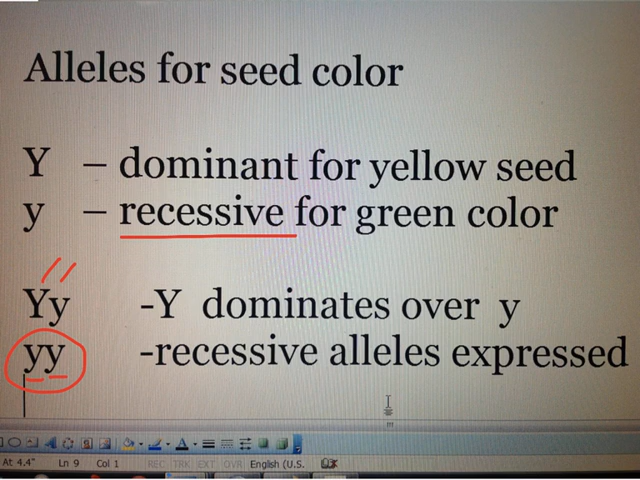 Alleles for seed color
Y – dominant for yellow seed
y – recessive for green color
Yy -Y dominates over y
yy -recessive alleles expressed
At 4.4" Ln 9 Col 1 REC TRK EXT OVR English (U.S.